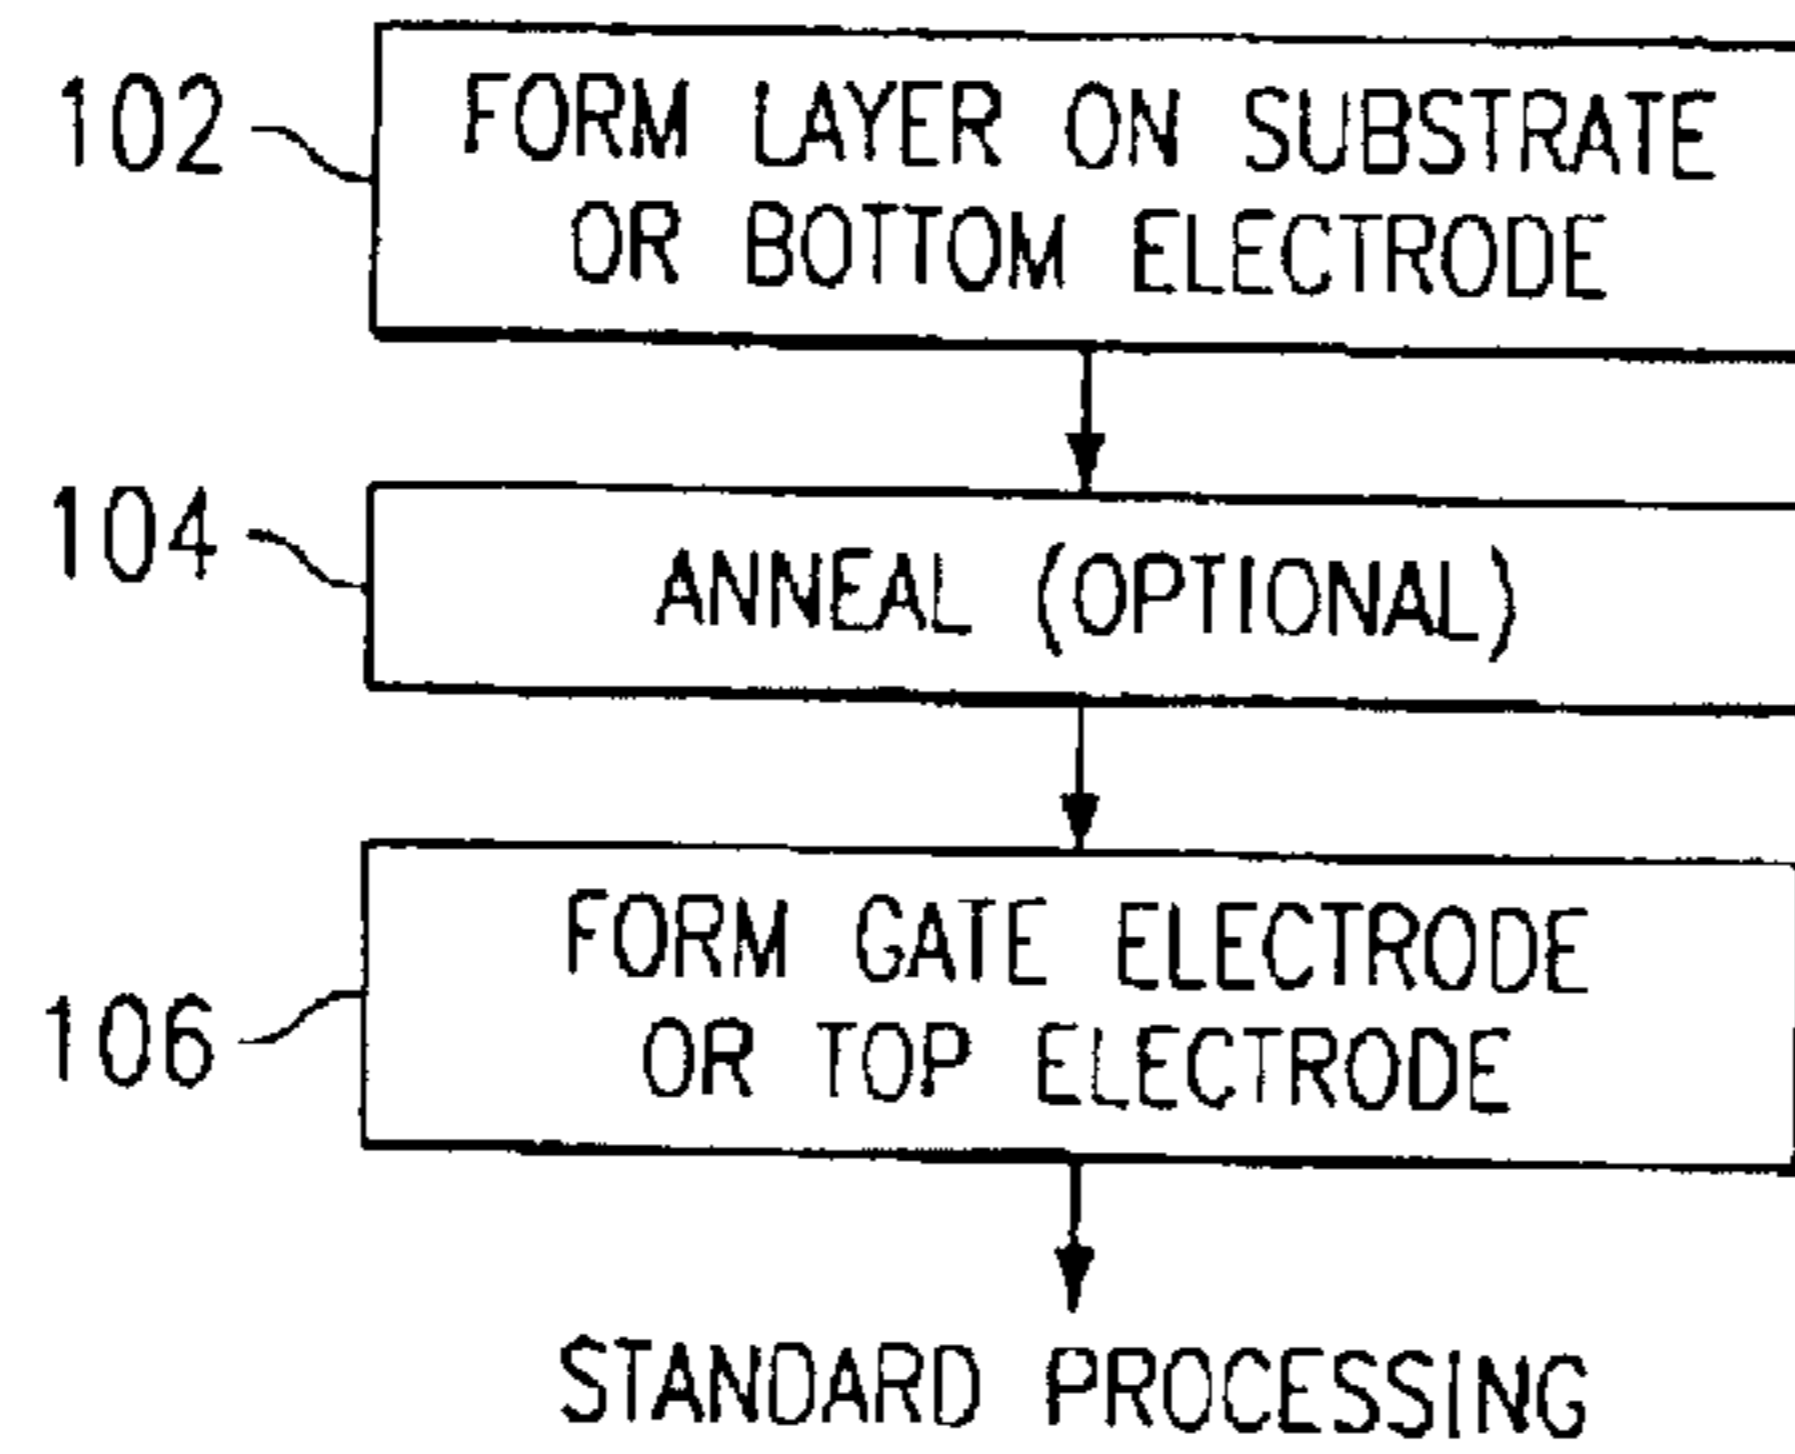 102
FORM LAYER ON SUBSTRATE
OR BOTTOM ELECTRODE
104
ANNEAL (OPTIONAL)
106
FORM GATE ELECTRODE
OR TOP ELECTRODE
STANDARD PROCESSING